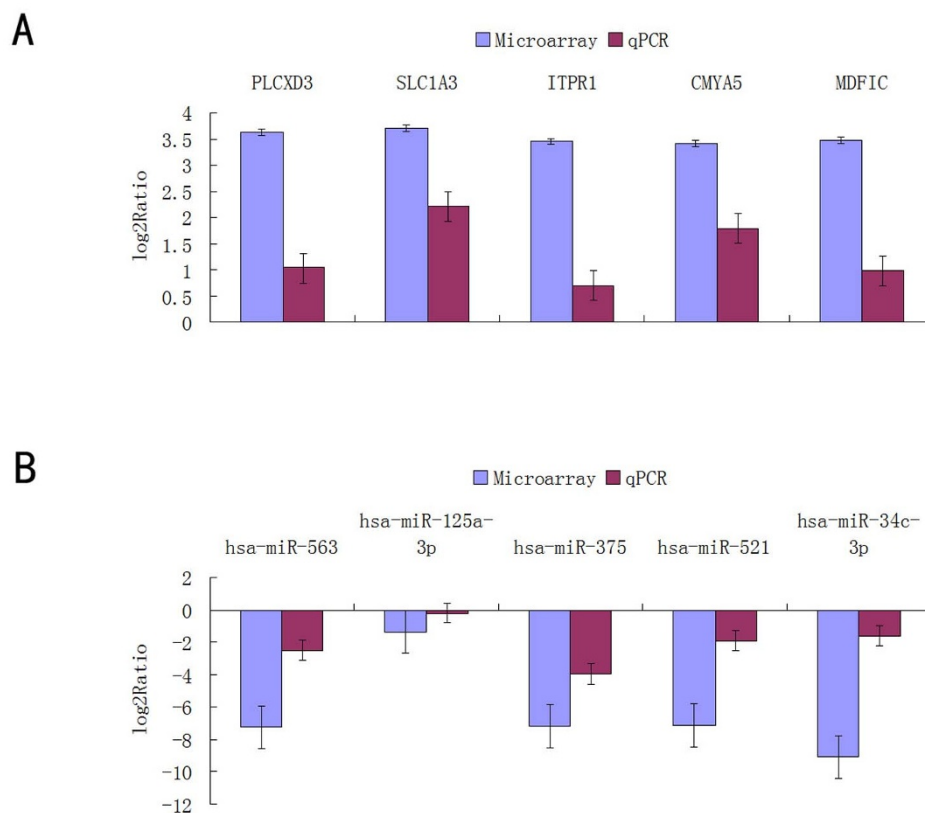 A
Microarray qPCR
PLCXD3 SLC1A3 ITPR1 CMYA5 MDFIC
4
3.5
3
2.5
2
1.5
1
0.5
0
log2Ratio
B
Microarray qPCR
hsa-miR-563 hsa-miR-125a-
3p hsa-miR-375 hsa-miR-521 hsa-miR-34c-
3p
2
0
-2
-4
-6
-8
-10
-12
log2Ratio